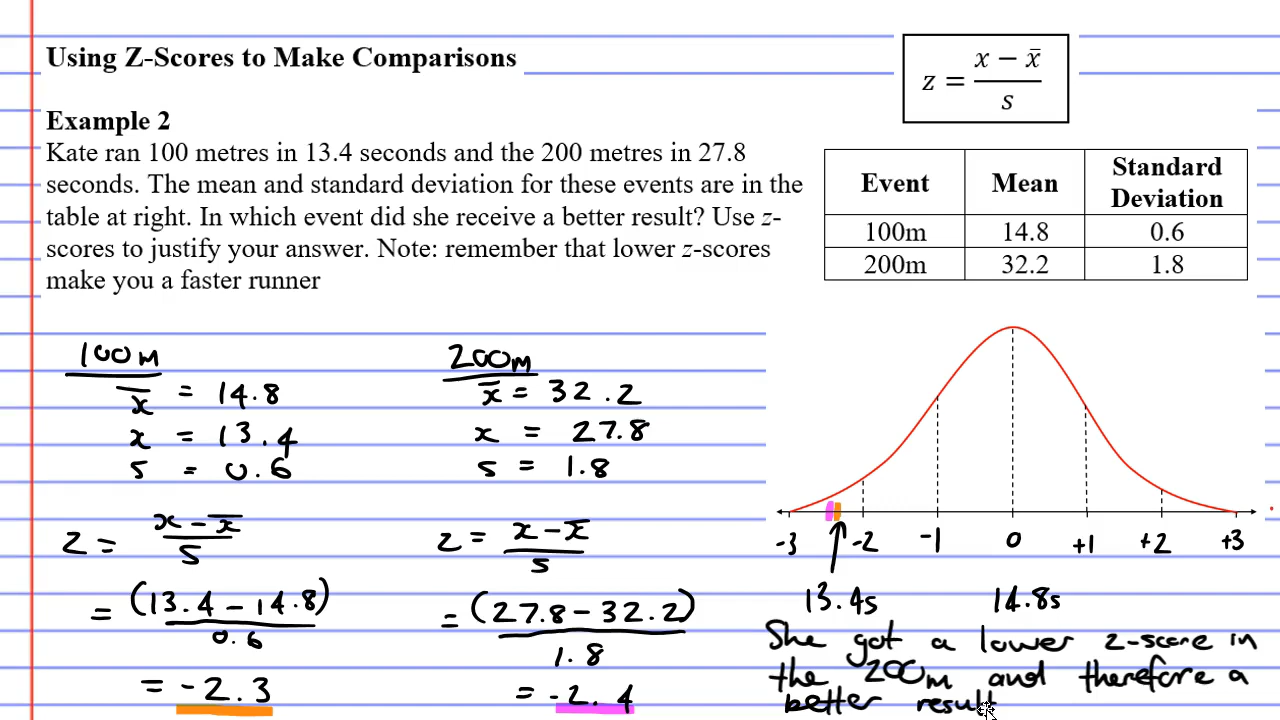 Using Z-Scores to Make Comparisons
z = (x − x̄)/s
Example 2
Kate ran 100 metres in 13.4 seconds and the 200 metres in 27.8
seconds. The mean and standard deviation for these events are in the
table at right. In which event did she receive a better result? Use z-
scores to justify your answer. Note: remember that lower z-scores
make you a faster runner
Event Mean Standard Deviation
100m 14.8 0.6
200m 32.2 1.8
100m
x̄ = 14.8
x = 13.4
s = 0.6
z = (x − x̄)/s
= (13.4 − 14.8)/0.6
= -2.3
200m
x̄ = 32.2
x = 27.8
s = 1.8
z = (x − x̄)/s
= (27.8 − 32.2)/1.8
= -2.4
-3 -2 -1 0 +1 +2 +3
13.4s 14.8s
She got a lower z-score in
the 200m and therefore a
better result